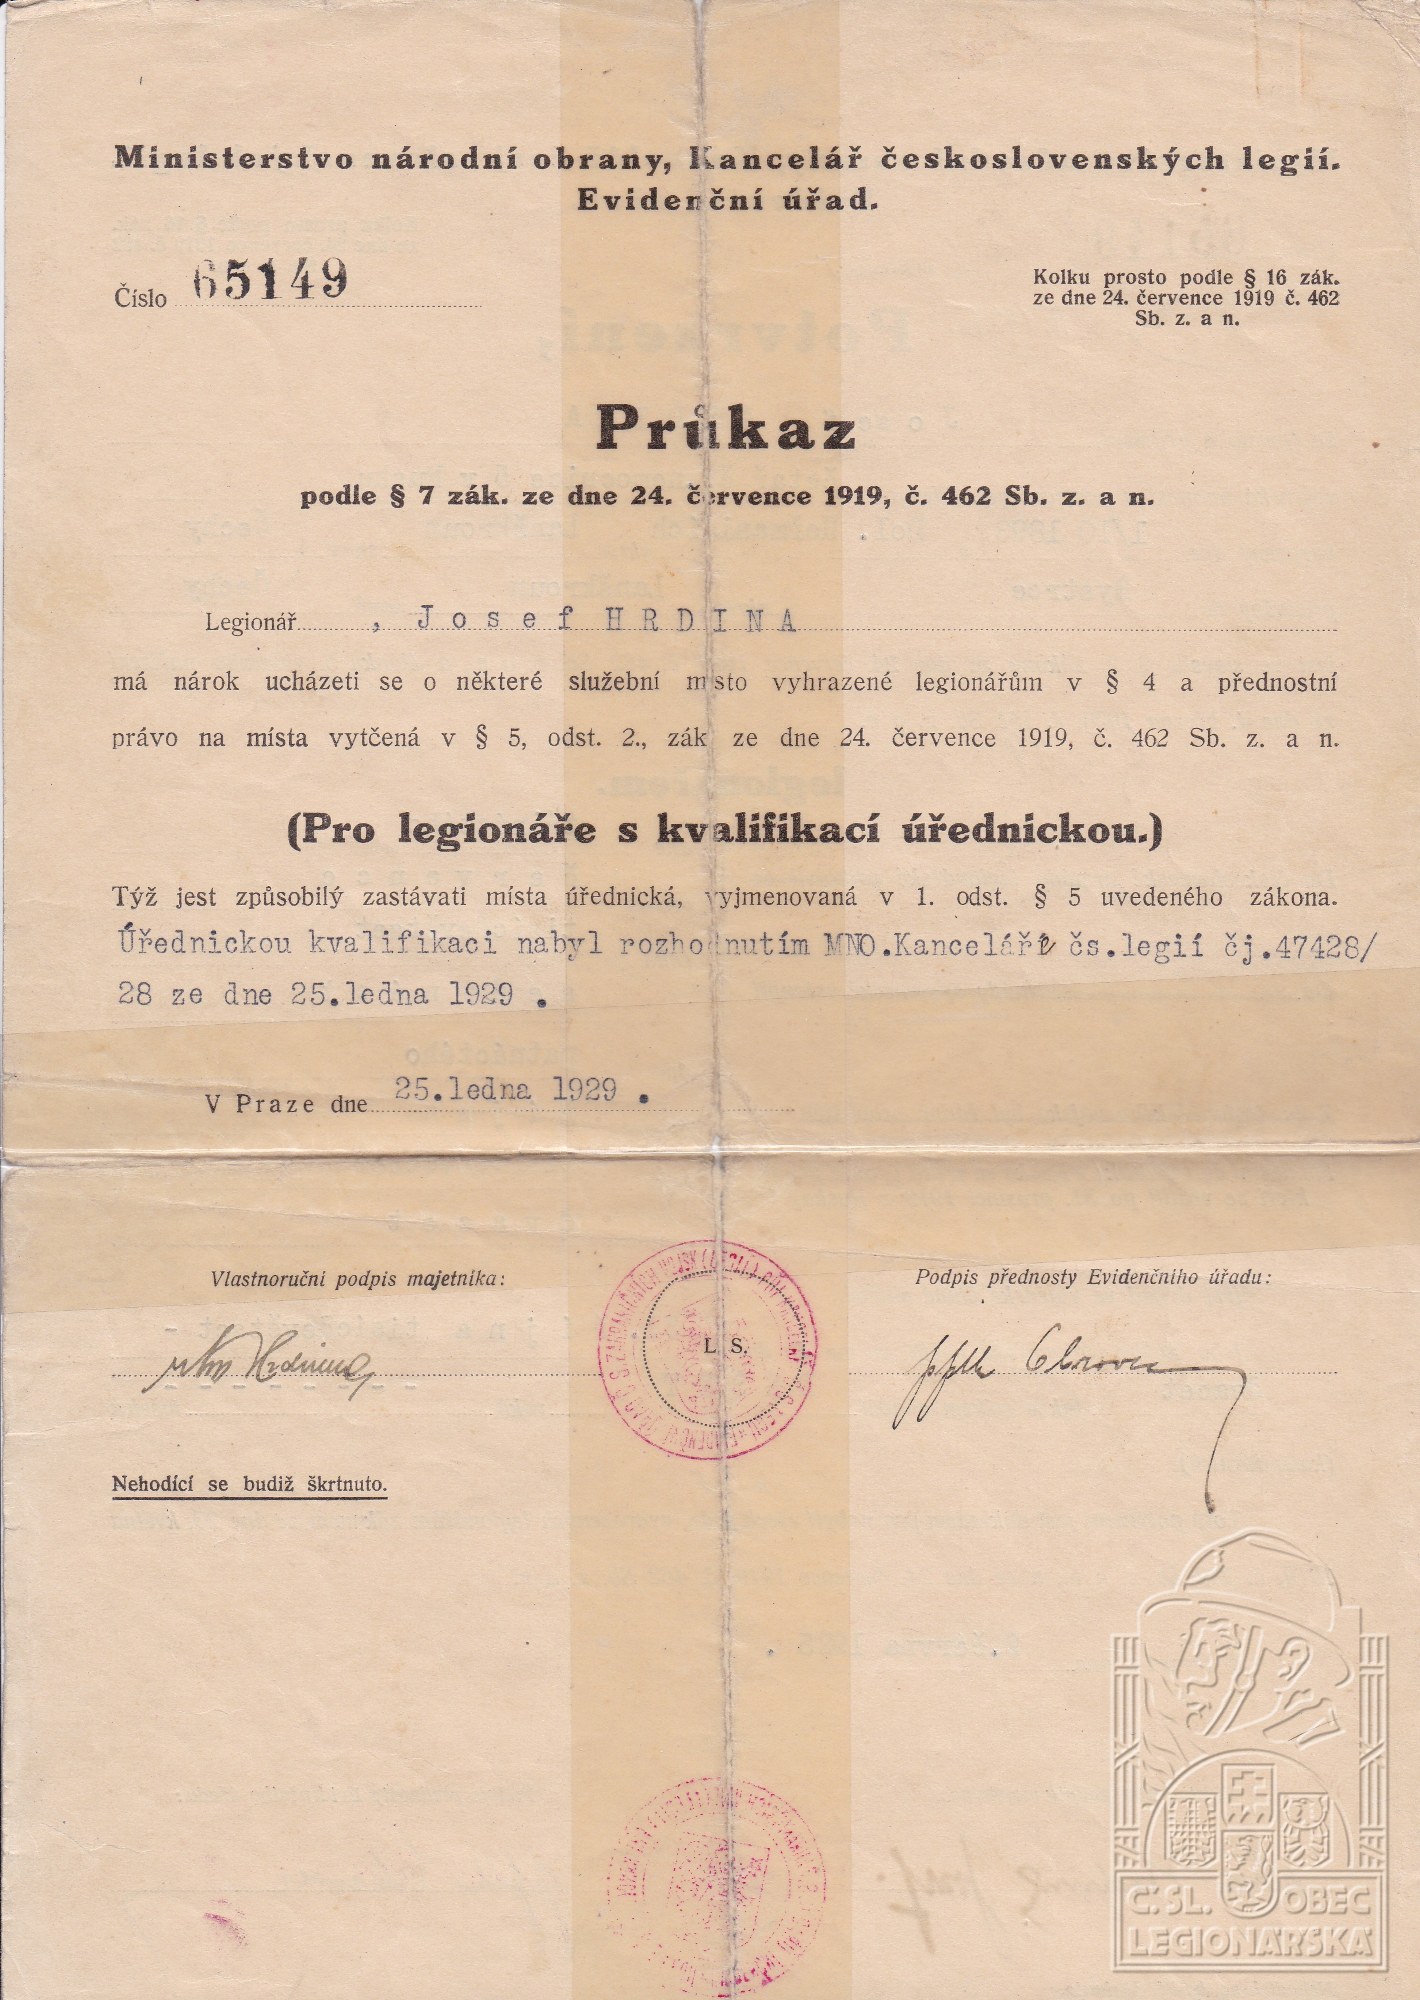 Ministerstvo národní obrany, Kancelář československých legií.
Evidenční úřad.
Číslo 65149
Kolku prosto podle § 16 zák.
ze dne 24. července 1919 č. 462
Sb. z. a n.
Průkaz
podle § 7 zák. ze dne 24. července 1919, č. 462 Sb. z. a n.
Legionář , Josef HRDINA
má nárok ucházeti se o některé služební místo vyhrazené legionářům v § 4 a přednostní
právo na místa vytčená v § 5, odst. 2., zák ze dne 24. července 1919, č. 462 Sb. z. a n.
(Pro legionáře s kvalifikací úřednickou.)
Týž jest způsobilý zastávati místa úřednická, vyjmenovaná v 1. odst. § 5 uvedeného zákona.
Úřednickou kvalifikaci nabyl rozhodnutím MNO.Kanceláře čs.legií čj.47428/
28 ze dne 25.ledna 1929 .
V Praze dne 25.ledna 1929 .
Vlastnoruční podpis majetníka:
Podpis přednosty Evidenčního úřadu:
Hrdina
L. S.
Nehodící se budiž škrtnuto.
Č.SL. OBEC
LEGIONÁŘSKÁ